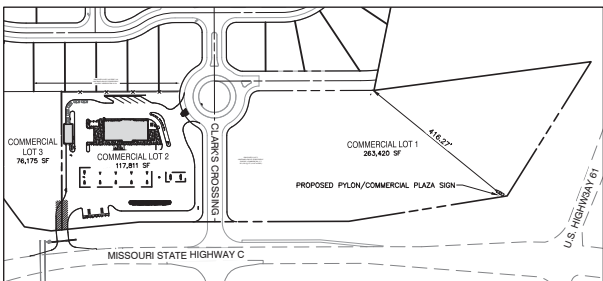 COMMERCIAL
LOT 3
76,175 SF
COMMERCIAL LOT 2
117,811 SF
CLARK'S CROSSING
COMMERCIAL LOT 1
263,420 SF
416.27'
PROPOSED PYLON/COMMERCIAL PLAZA SIGN
MISSOURI STATE HIGHWAY C
U.S. HIGHW3AY 61